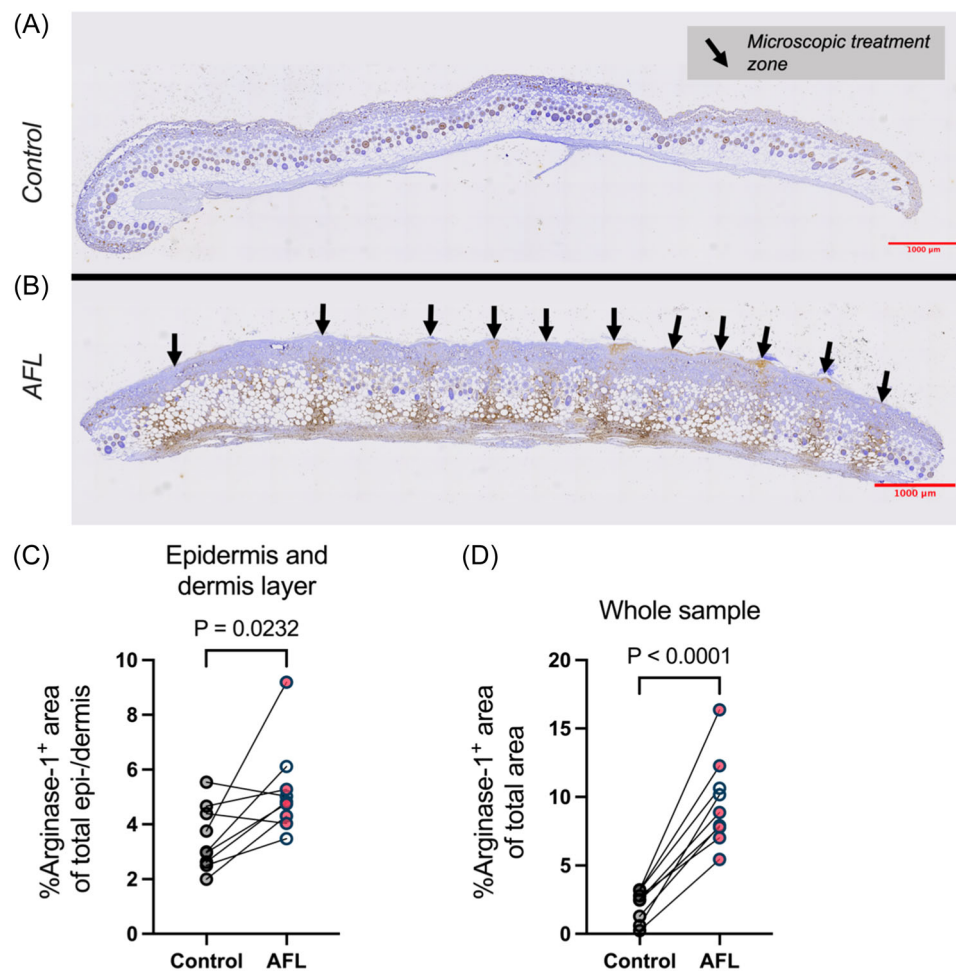 (A)
Control
Microscopic treatment
zone
1000 µm
(B)
AFL
1000 µm
(C)
Epidermis and
dermis layer
P = 0.0232
%Arginase-1+ area
of total epi-/dermis
10
8
6
4
2
0
Control AFL
(D)
Whole sample
P < 0.0001
%Arginase-1+ area
of total area
20
15
10
5
0
Control AFL